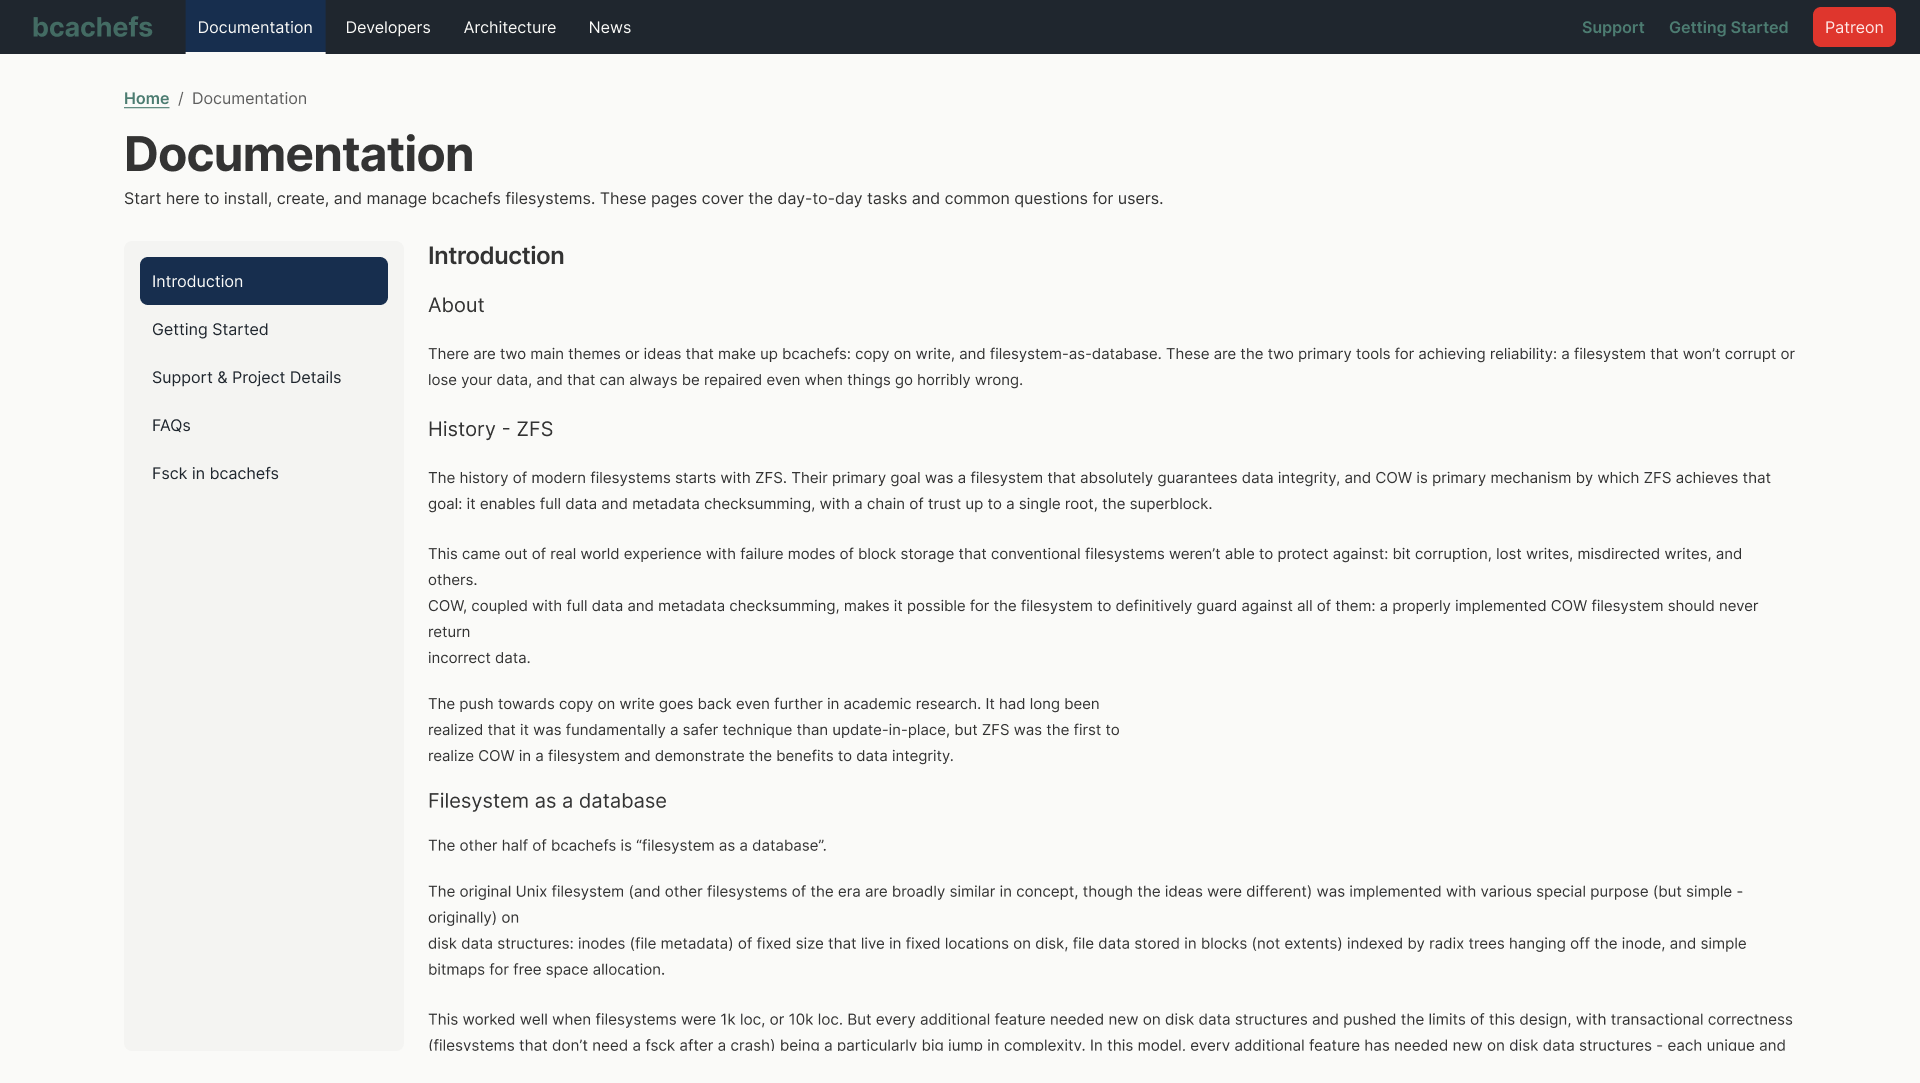 bcachefs
Documentation
Developers
Architecture
News
Support
Getting Started
Patreon
Home / Documentation
Documentation
Start here to install, create, and manage bcachefs filesystems. These pages cover the day-to-day tasks and common questions for users.
Introduction
Getting Started
Support & Project Details
FAQs
Fsck in bcachefs
Introduction
About
There are two main themes or ideas that make up bcachefs: copy on write, and filesystem-as-database. These are the two primary tools for achieving reliability: a filesystem that won’t corrupt or
lose your data, and that can always be repaired even when things go horribly wrong.
History - ZFS
The history of modern filesystems starts with ZFS. Their primary goal was a filesystem that absolutely guarantees data integrity, and COW is primary mechanism by which ZFS achieves that
goal: it enables full data and metadata checksumming, with a chain of trust up to a single root, the superblock.
This came out of real world experience with failure modes of block storage that conventional filesystems weren’t able to protect against: bit corruption, lost writes, misdirected writes, and
others.
COW, coupled with full data and metadata checksumming, makes it possible for the filesystem to definitively guard against all of them: a properly implemented COW filesystem should never
return
incorrect data.
The push towards copy on write goes back even further in academic research. It had long been
realized that it was fundamentally a safer technique than update-in-place, but ZFS was the first to
realize COW in a filesystem and demonstrate the benefits to data integrity.
Filesystem as a database
The other half of bcachefs is “filesystem as a database”.
The original Unix filesystem (and other filesystems of the era are broadly similar in concept, though the ideas were different) was implemented with various special purpose (but simple -
originally) on
disk data structures: inodes (file metadata) of fixed size that live in fixed locations on disk, file data stored in blocks (not extents) indexed by radix trees hanging off the inode, and simple
bitmaps for free space allocation.
This worked well when filesystems were 1k loc, or 10k loc. But every additional feature needed new on disk data structures and pushed the limits of this design, with transactional correctness
(filesystems that don’t need a fsck after a crash) being a particularly big jump in complexity. In this model, every additional feature has needed new on disk data structures - each unique and